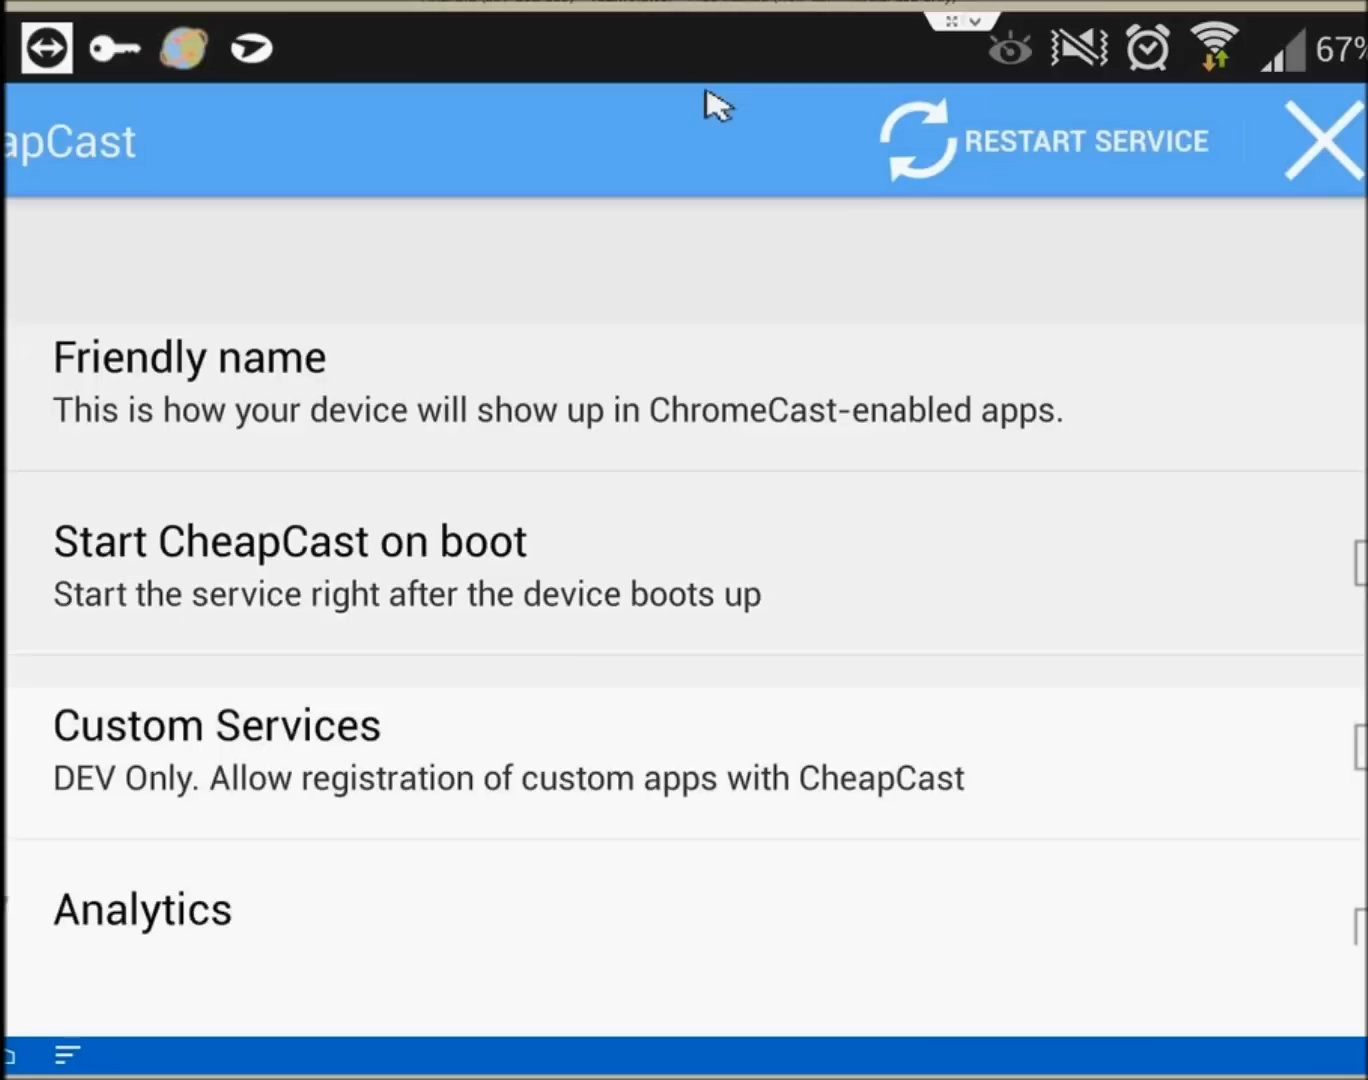 67%
apCast
RESTART SERVICE
Friendly name
This is how your device will show up in ChromeCast-enabled apps.
Start CheapCast on boot
Start the service right after the device boots up
Custom Services
DEV Only. Allow registration of custom apps with CheapCast
Analytics